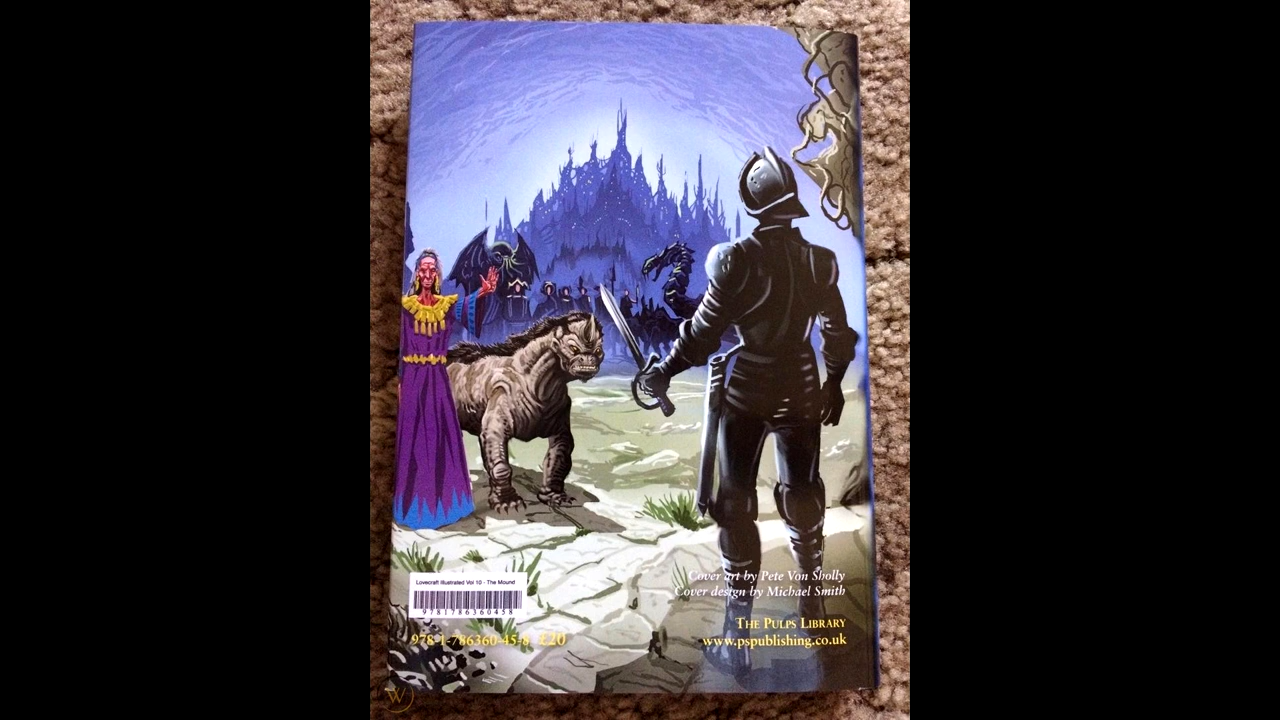 Cover art by Pete Von Sholly
Cover design by Michael Smith
Lovecraft Illustrated Vol 10 - The Mound
9781786360458
978-1-786360-45-8 £20
THE PULPS LIBRARY
www.pspublishing.co.uk
W